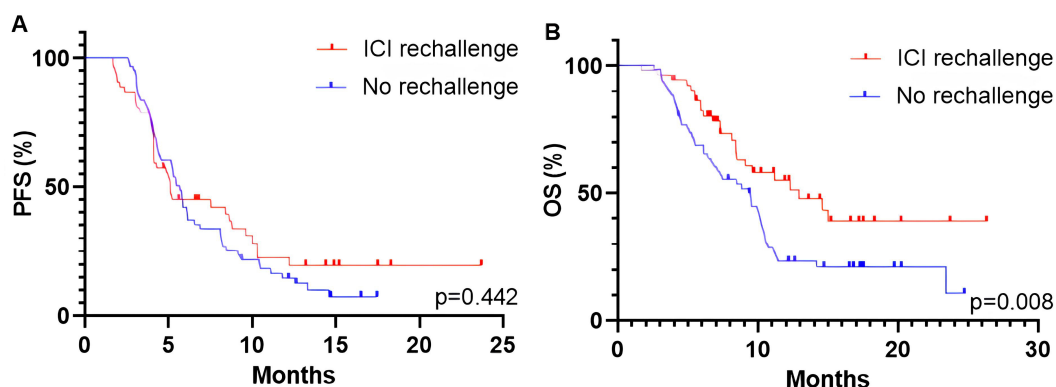 A
ICI rechallenge
No rechallenge
PFS (%)
100
50
0
p=0.442
0 5 10 15 20 25
Months
B
ICI rechallenge
No rechallenge
OS (%)
100
50
0
p=0.008
0 10 20 30
Months